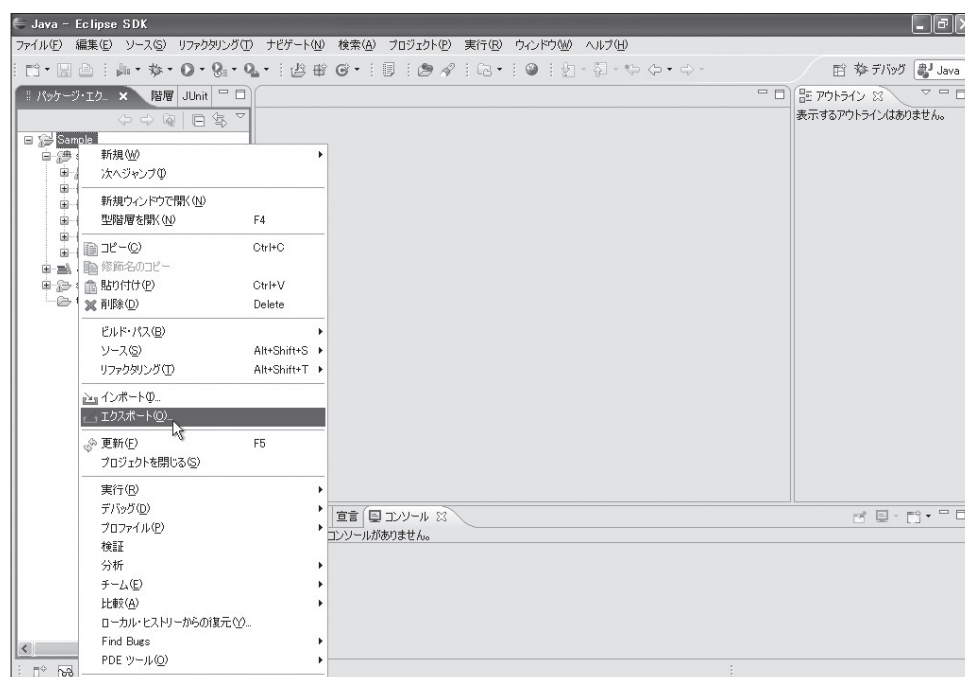 Java - Eclipse SDK
ファイル(F) 編集(E) ソース(S) リファクタリング(T) ナビゲート(N) 検索(A) プロジェクト(P) 実行(R) ウィンドウ(W) ヘルプ(H)
デバッグ Java
パッケージ・エク... 階層 JUnit
アウトライン
表示するアウトラインはありません。
Sample
新規(W)
次へジャンプ(I)
新規ウィンドウで開く(N)
型階層を開く(N) F4
コピー(C) Ctrl+C
修飾名のコピー
貼り付け(P) Ctrl+V
削除(D) Delete
ビルド・パス(B)
ソース(S) Alt+Shift+S
リファクタリング(T) Alt+Shift+T
インポート(I)...
エクスポート(O)...
更新(F) F5
プロジェクトを閉じる(S)
実行(R)
デバッグ(D)
プロファイル(P)
検証
分析
チーム(E)
比較(A)
ローカル・ヒストリーからの復元(Y)...
Find Bugs
PDE ツール(O)
宣言 コンソール
コンソールがありません。